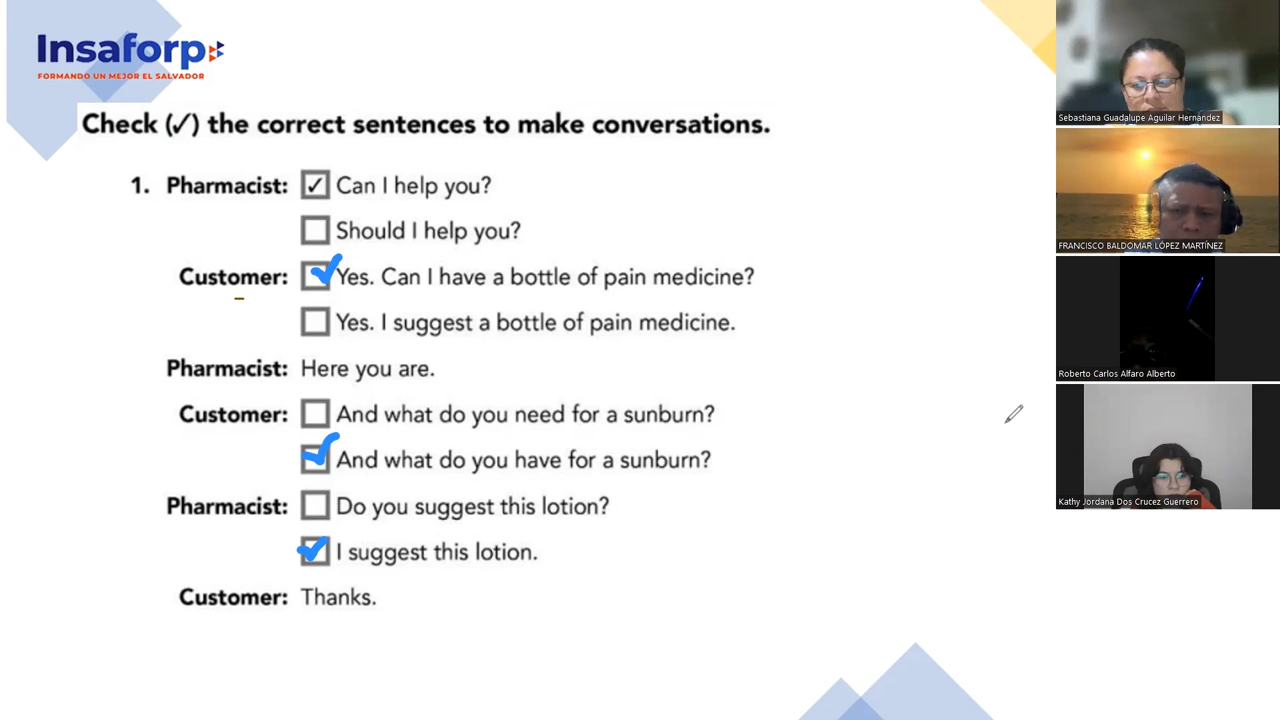 Insaforp
FORMANDO UN MEJOR EL SALVADOR
Check (✓) the correct sentences to make conversations.
1. Pharmacist: ✓ Can I help you?
Should I help you?
Customer: ✓ Yes. Can I have a bottle of pain medicine?
Yes. I suggest a bottle of pain medicine.
Pharmacist: Here you are.
Customer: And what do you need for a sunburn?
✓ And what do you have for a sunburn?
Pharmacist: Do you suggest this lotion?
✓ I suggest this lotion.
Customer: Thanks.
Sebastiana Guadalupe Aguilar Hernández
FRANCISCO BALDOMAR LÓPEZ MARTÍNEZ
Roberto Carlos Alfaro Alberto
Kathy Jordana Dos Crucez Guerrero